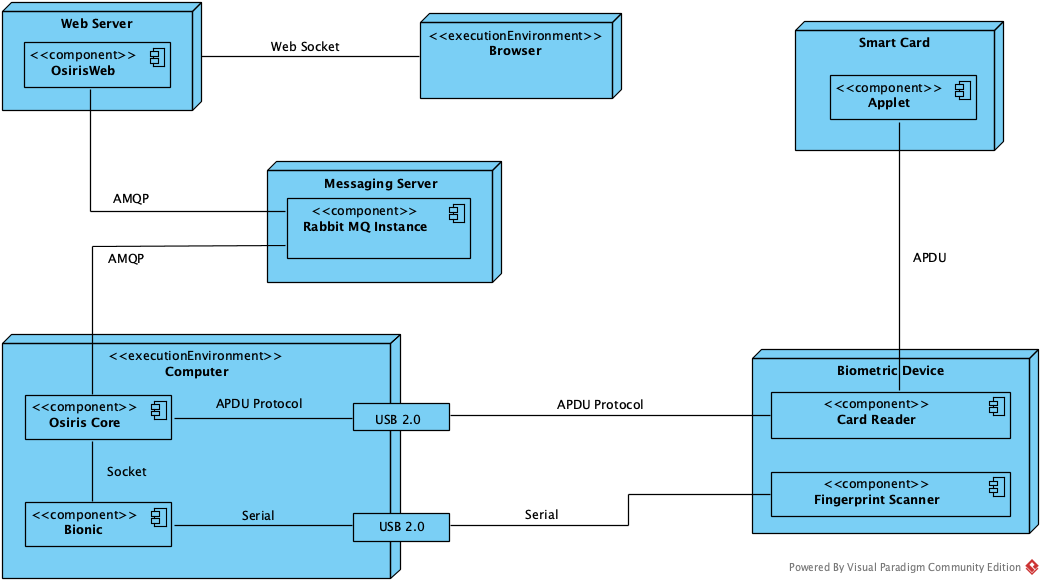 Web Server
<<component>>
OsirisWeb
Web Socket
<<executionEnvironment>>
Browser
Smart Card
<<component>>
Applet
AMQP
Messaging Server
<<component>>
Rabbit MQ Instance
AMQP
APDU
<<executionEnvironment>>
Computer
<<component>>
Osiris Core
APDU Protocol
USB 2.0
APDU Protocol
Biometric Device
<<component>>
Card Reader
Socket
<<component>>
Bionic
Serial
USB 2.0
Serial
<<component>>
Fingerprint Scanner
Powered By Visual Paradigm Community Edition